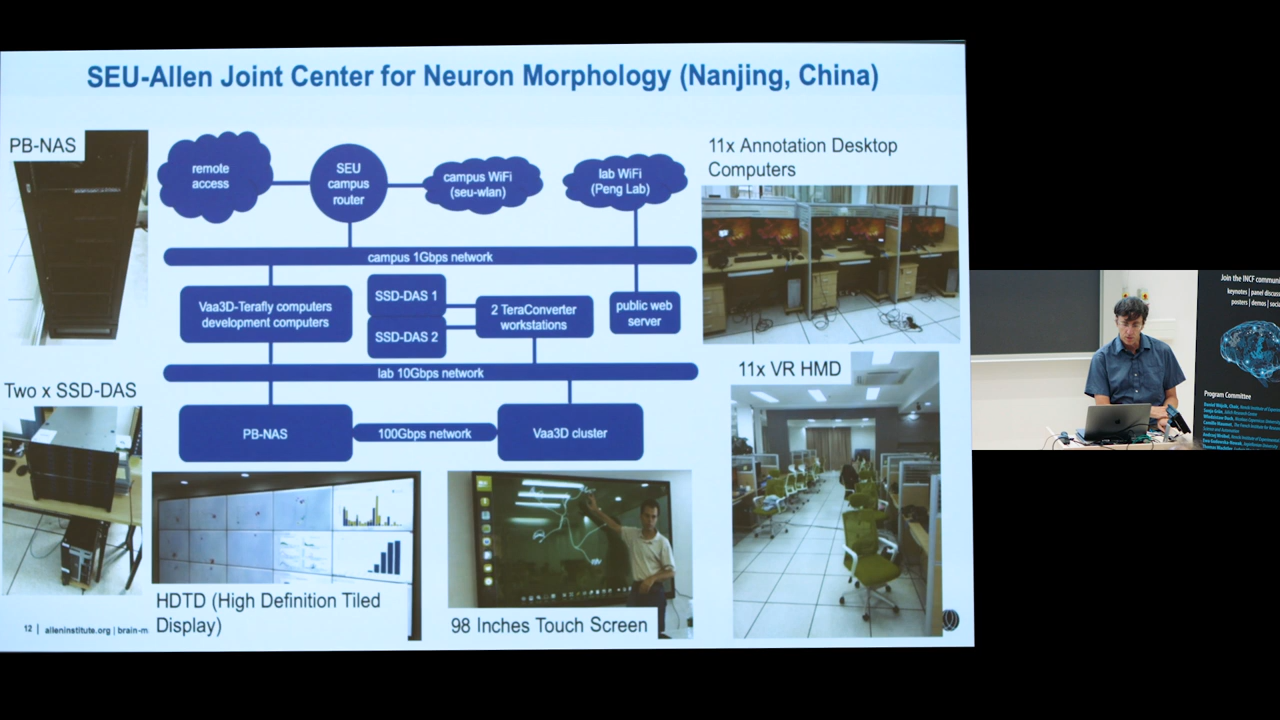 SEU-Allen Joint Center for Neuron Morphology (Nanjing, China)
PB-NAS
remote
access
SEU
campus
router
campus WiFi
(seu-wlan)
lab WiFi
(Peng Lab)
11x Annotation Desktop
Computers
campus 1Gbps network
Vaa3D-Terafly computers
development computers
SSD-DAS 1
SSD-DAS 2
2 TeraConverter
workstations
public web
server
lab 10Gbps network
Two x SSD-DAS
PB-NAS
100Gbps network
Vaa3D cluster
11x VR HMD
HDTD (High Definition Tiled
Display)
98 Inches Touch Screen
12 | alleninstitute.org | brain-m
Join the INCF communi
keynotes | panel discus
posters | demos | socia
Program Committee